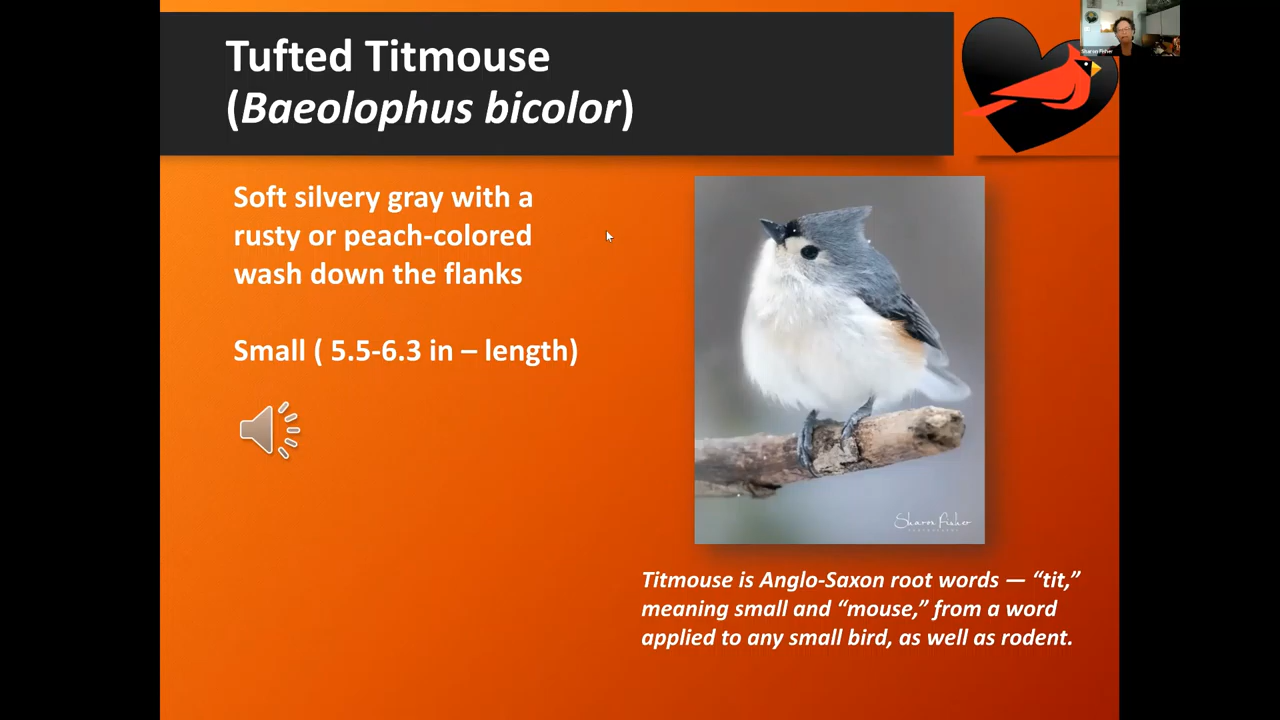 Tufted Titmouse
(Baeolophus bicolor)
Sharon Fisher
Soft silvery gray with a
rusty or peach-colored
wash down the flanks
Small ( 5.5-6.3 in – length)
Sharon Fisher
Titmouse is Anglo-Saxon root words — “tit,”
meaning small and “mouse,” from a word
applied to any small bird, as well as rodent.